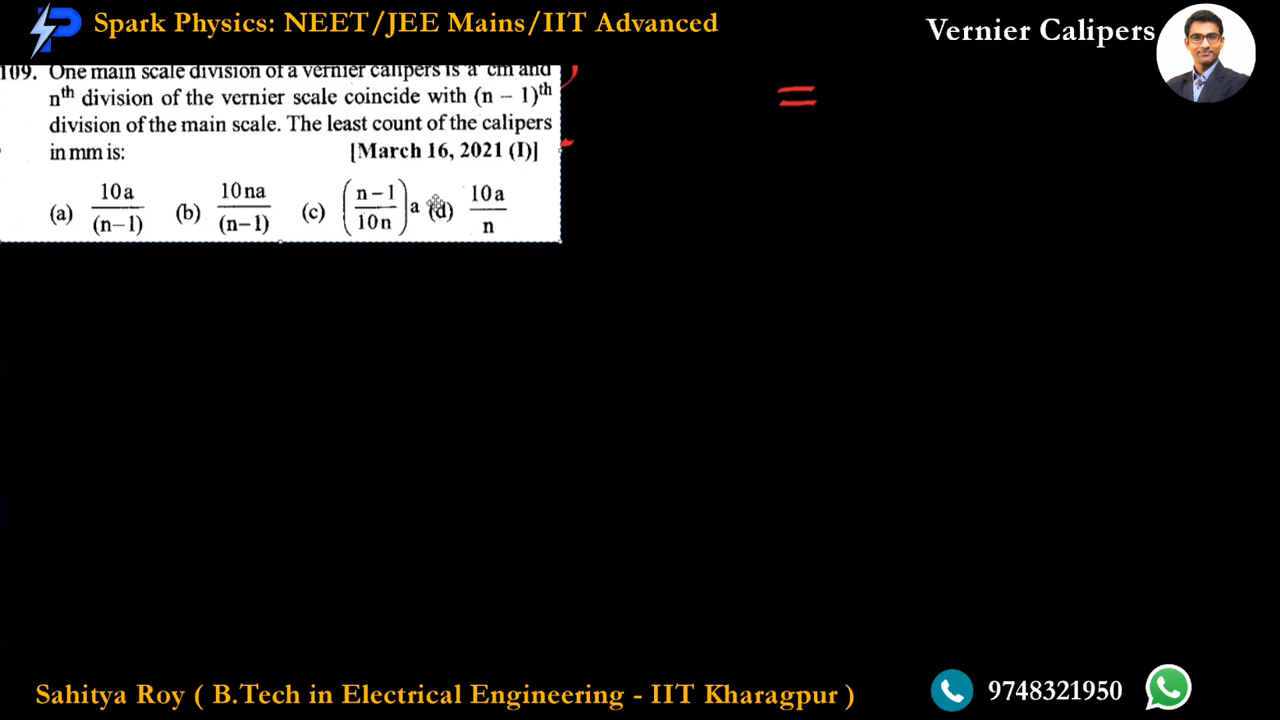 Spark Physics: NEET/JEE Mains/IIT Advanced
Vernier Calipers
109. One main scale division of a vernier calipers is 'a' cm and
nth division of the vernier scale coincide with (n − 1)th
division of the main scale. The least count of the calipers
in mm is: [March 16, 2021 (I)]
(a) 10a/(n−1) (b) 10na/(n−1) (c) (n−1/10n)a (d) 10a/n
=
Sahitya Roy ( B.Tech in Electrical Engineering - IIT Kharagpur )
9748321950